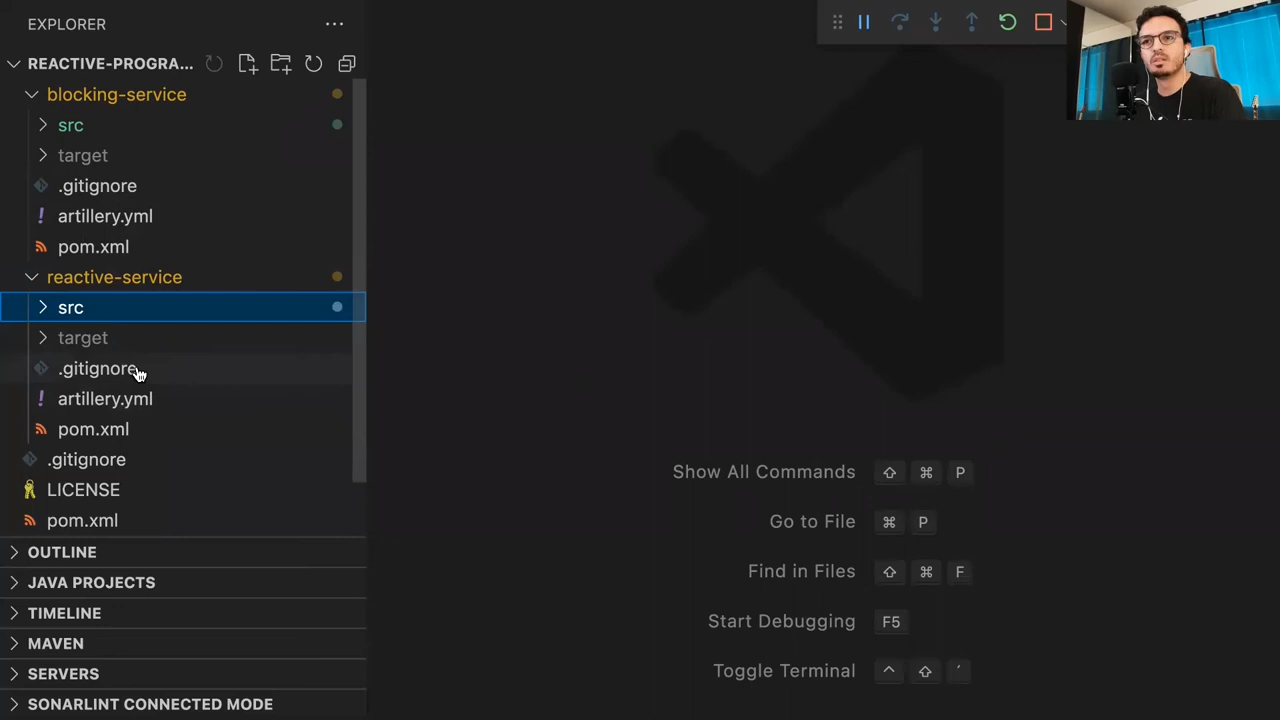 EXPLORER
REACTIVE-PROGRA...
blocking-service
src
target
.gitignore
artillery.yml
pom.xml
reactive-service
src
target
.gitignore
artillery.yml
pom.xml
.gitignore
LICENSE
pom.xml
OUTLINE
JAVA PROJECTS
TIMELINE
MAVEN
SERVERS
SONARLINT CONNECTED MODE
Show All Commands ⇧ ⌘ P
Go to File ⌘ P
Find in Files ⇧ ⌘ F
Start Debugging F5
Toggle Terminal ^ ⇧ ´